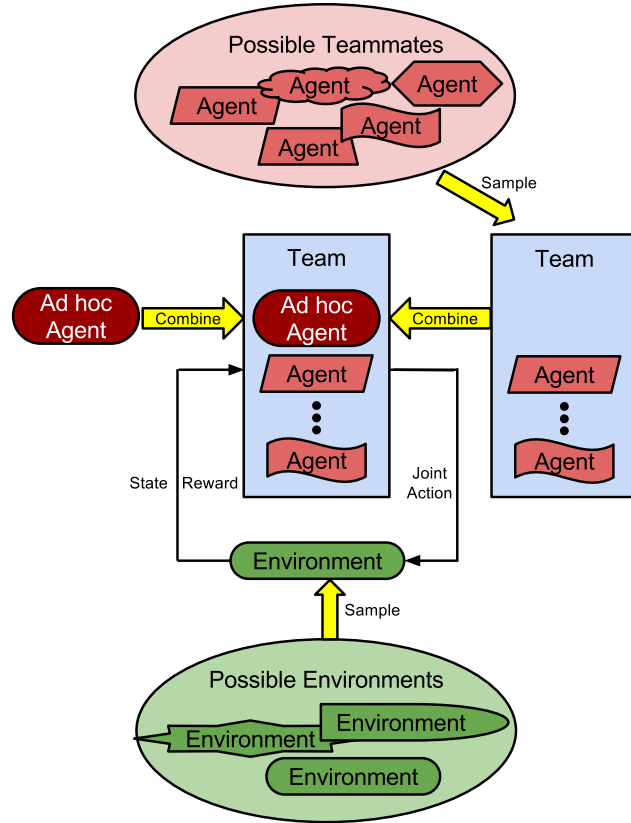 Possible Teammates
Agent
Agent
Agent
Agent
Agent
Sample
Team
Team
Ad hoc
Agent
Combine
Ad hoc
Agent
Combine
Agent
Agent
Agent
Agent
State
Reward
Joint
Action
Environment
Sample
Possible Environments
Environment
Environment
Environment